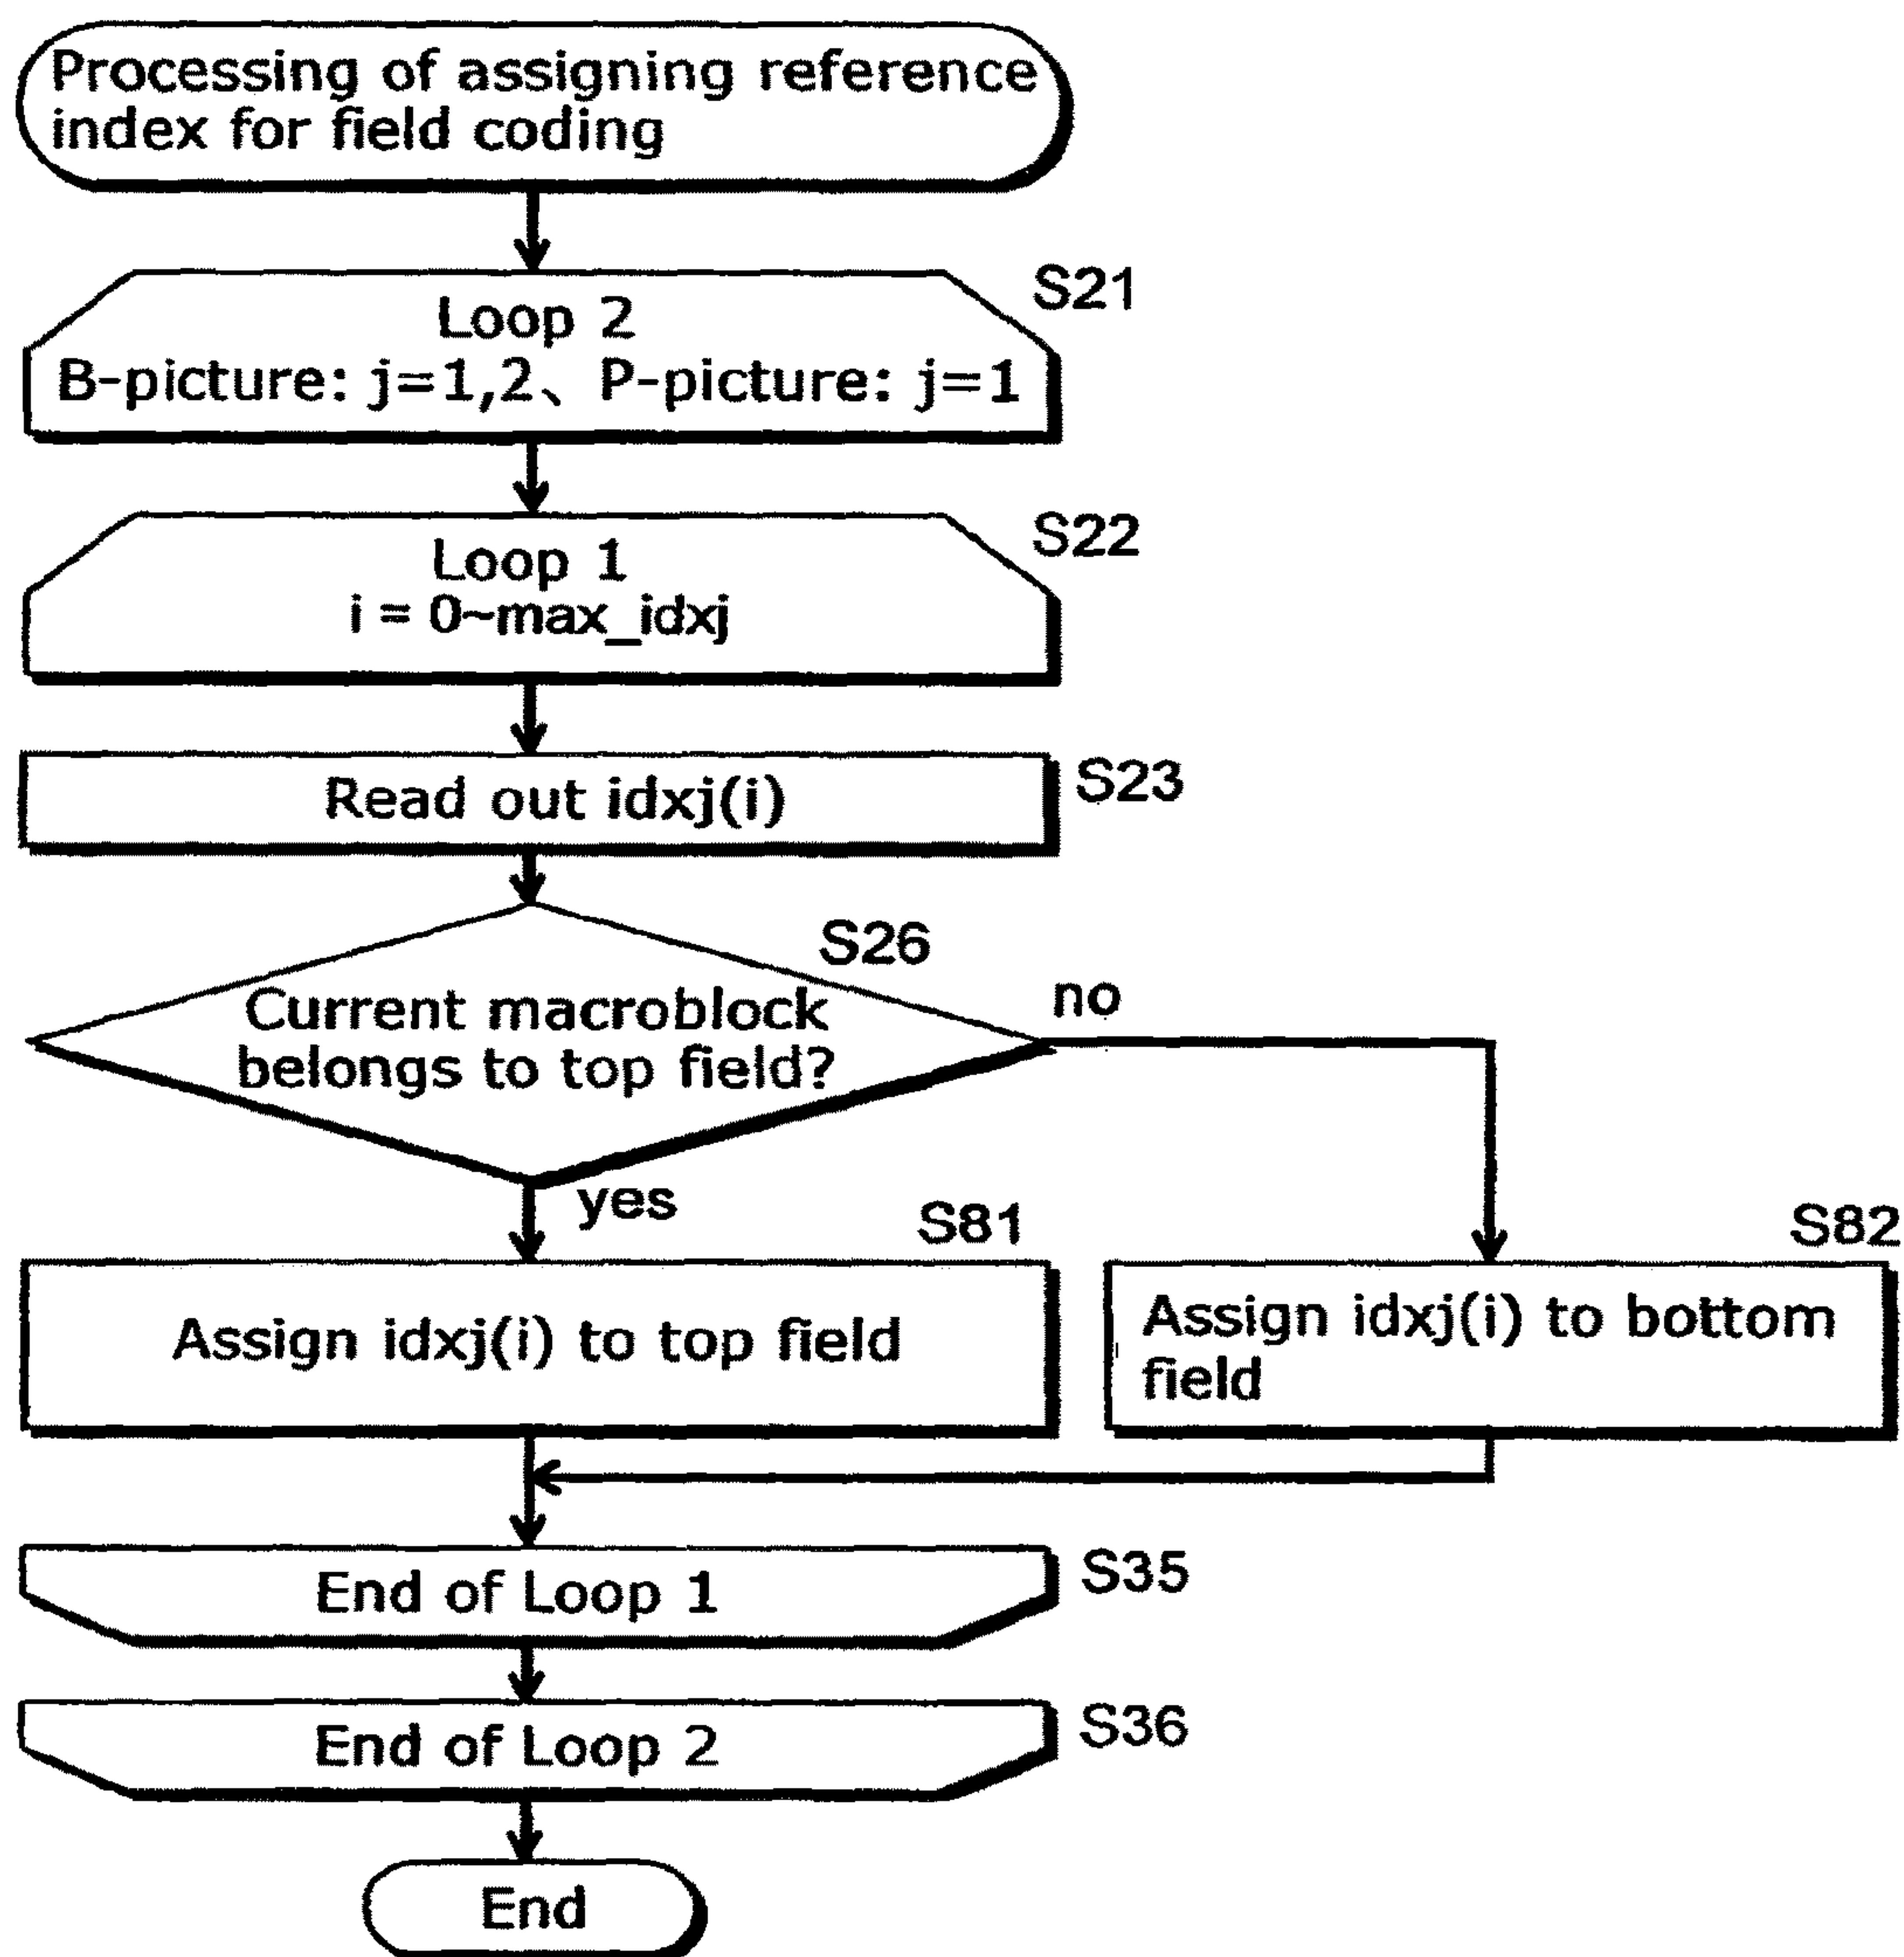 Processing of assigning reference
index for field coding
S21
Loop 2
B-picture: j=1,2、 P-picture: j=1
S22
Loop 1
i = 0~max_idxj
Read out idxj(i)
S23
S26
Current macroblock
belongs to top field?
no
yes
S81
S82
Assign idxj(i) to top field
Assign idxj(i) to bottom
field
End of Loop 1
S35
End of Loop 2
S36
End